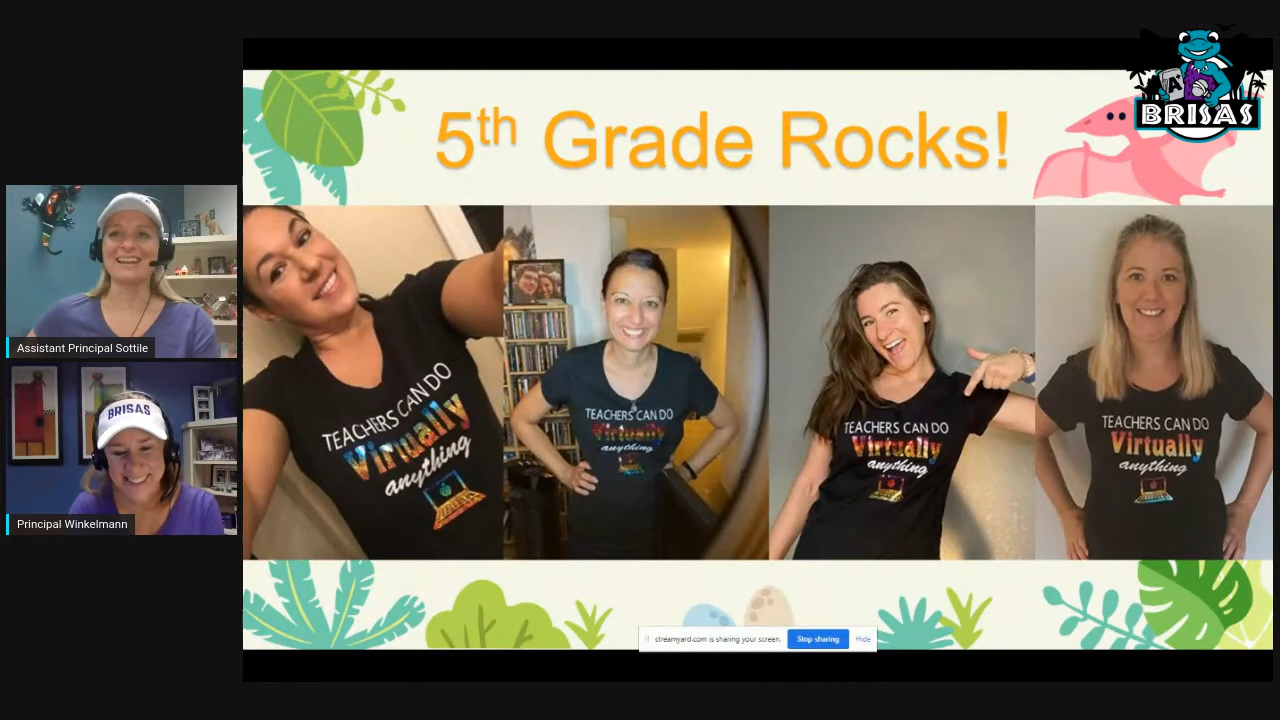 5th Grade Rocks!
BRISAS
Assistant Principal Sottile
BRISAS
Principal Winkelmann
TEACHERS CAN DO
Virtually
anything
TEACHERS CAN DO
Virtually
anything
TEACHERS CAN DO
Virtually
anything
TEACHERS CAN DO
Virtually
anything
streamyard.com is sharing your screen.
Stop sharing
Hide